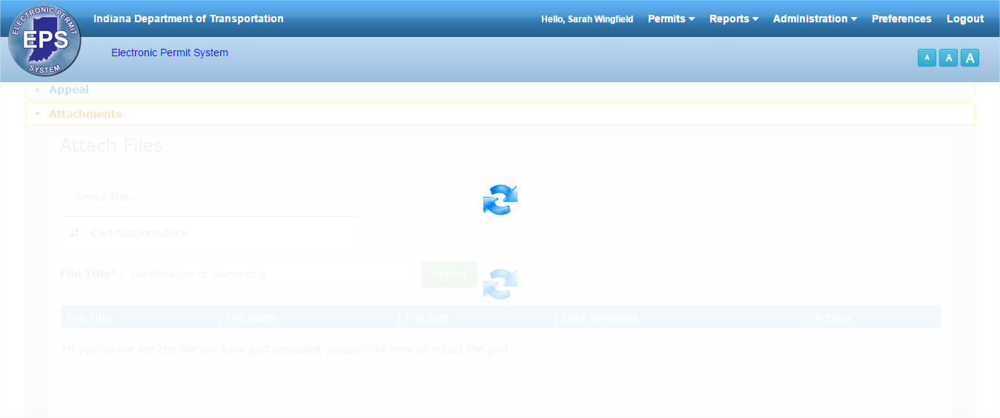 Indiana Department of Transportation
Hello, Sarah Wingfield Permits Reports Administration Preferences Logout
ELECTRONIC PERMIT
EPS
SYSTEM
Electronic Permit System
A A A
Appeal
Attachments
Attach Files
Select File...
Certifications.docx
File Title* Certification of Ownership Upload
File Title File Name File Size Date Uploaded Actions
*If you do not see the file you have just uploaded, please click here to reload the grid